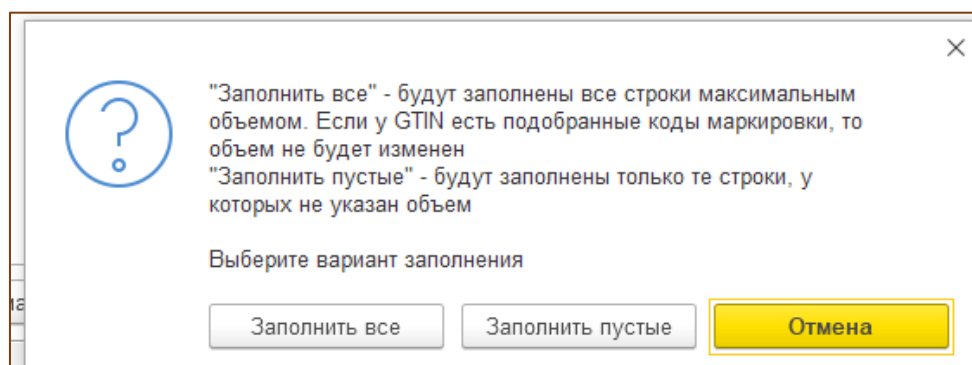 "Заполнить все" - будут заполнены все строки максимальным
объемом. Если у GTIN есть подобранные коды маркировки, то
объем не будет изменен
"Заполнить пустые" - будут заполнены только те строки, у
которых не указан объем
Выберите вариант заполнения
Заполнить все Заполнить пустые Отмена